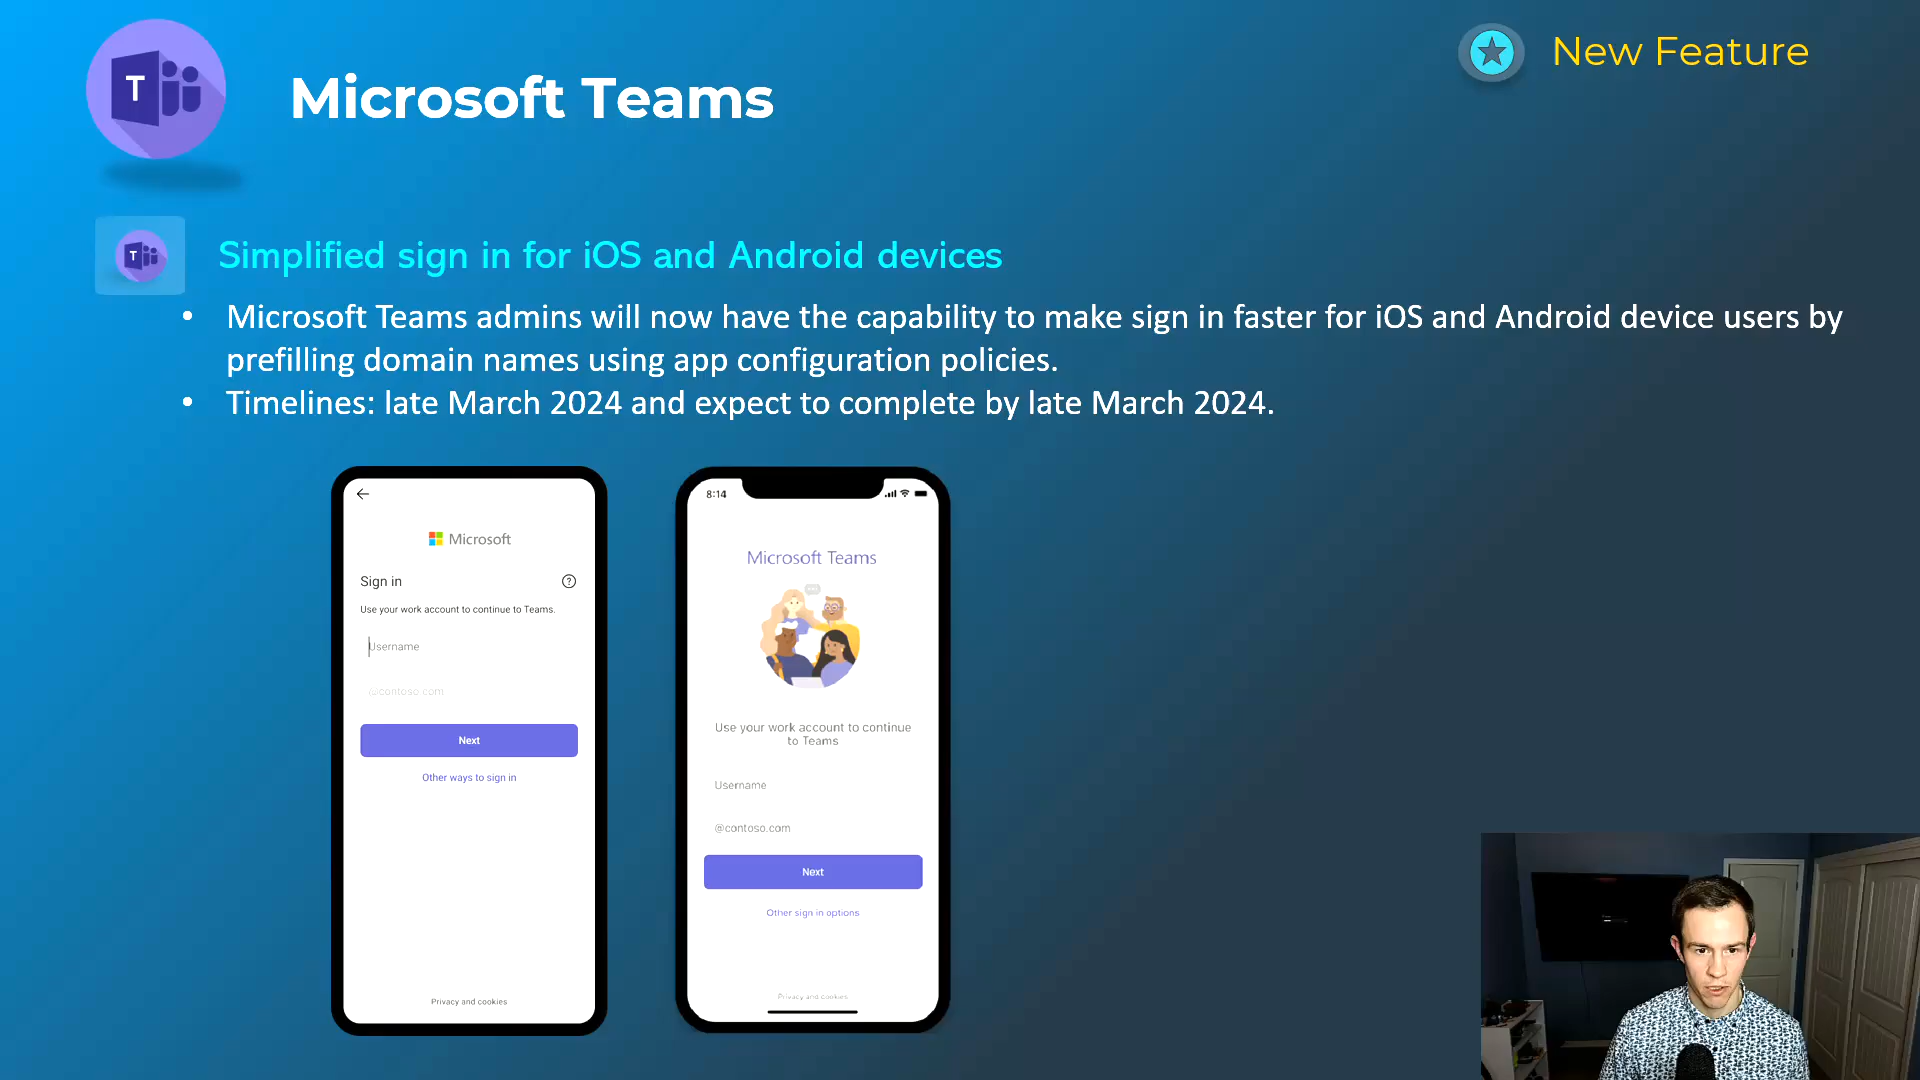 T
Microsoft Teams
New Feature
T
Simplified sign in for iOS and Android devices
• Microsoft Teams admins will now have the capability to make sign in faster for iOS and Android device users by
prefilling domain names using app configuration policies.
• Timelines: late March 2024 and expect to complete by late March 2024.
Microsoft
Sign in
Use your work account to continue to Teams.
Username
@contoso.com
Next
Other ways to sign in
Privacy and cookies
8:14
Microsoft Teams
Use your work account to continue
to Teams
Username
@contoso.com
Next
Other sign in options
Privacy and cookies